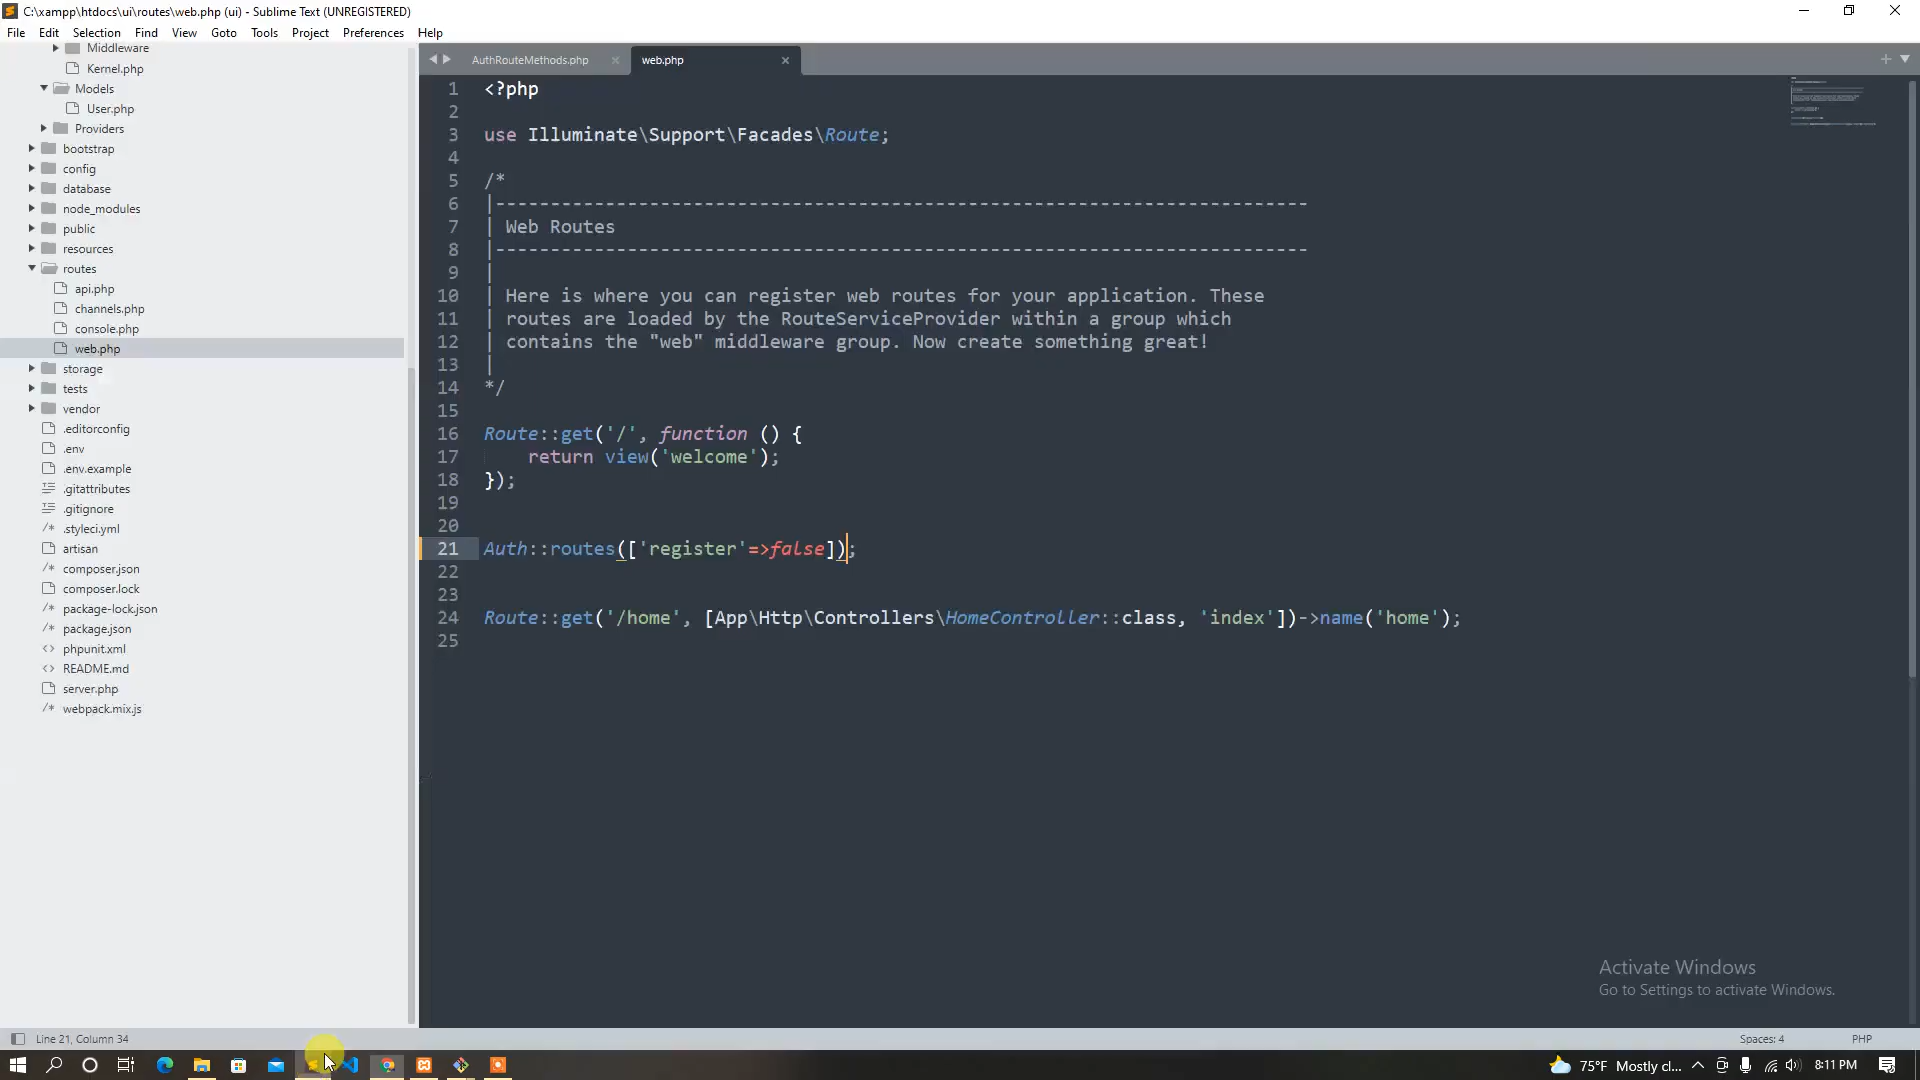 C:\xampp\htdocs\ui\routes\web.php (ui) - Sublime Text (UNREGISTERED)
File Edit Selection Find View Goto Tools Project Preferences Help
Middleware
Kernel.php
Models
User.php
Providers
bootstrap
config
database
node_modules
public
resources
routes
api.php
channels.php
console.php
web.php
storage
tests
vendor
.editorconfig
.env
.env.example
.gitattributes
.gitignore
/* .styleci.yml
artisan
/* composer.json
composer.lock
/* package-lock.json
/* package.json
<> phpunit.xml
<> README.md
server.php
/* webpack.mix.js
AuthRouteMethods.php × web.php ×
1 <?php
2
3 use Illuminate\Support\Facades\Route;
4
5 /*
6 |--------------------------------------------------------------------------
7 | Web Routes
8 |--------------------------------------------------------------------------
9 |
10 | Here is where you can register web routes for your application. These
11 | routes are loaded by the RouteServiceProvider within a group which
12 | contains the "web" middleware group. Now create something great!
13 |
14 */
15
16 Route::get('/', function () {
17 return view('welcome');
18 });
19
20
21 Auth::routes(['register'=>false]);
22
23
24 Route::get('/home', [App\Http\Controllers\HomeController::class, 'index'])->name('home');
25
Activate Windows
Go to Settings to activate Windows.
Line 21, Column 34 Spaces: 4 PHP
75°F Mostly cl... 8:11 PM